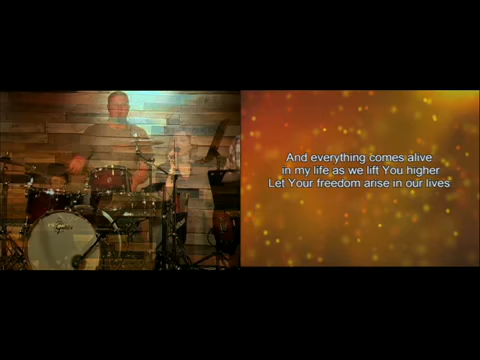 And everything comes alive
in my life as we lift You higher
Let Your freedom arise in our lives